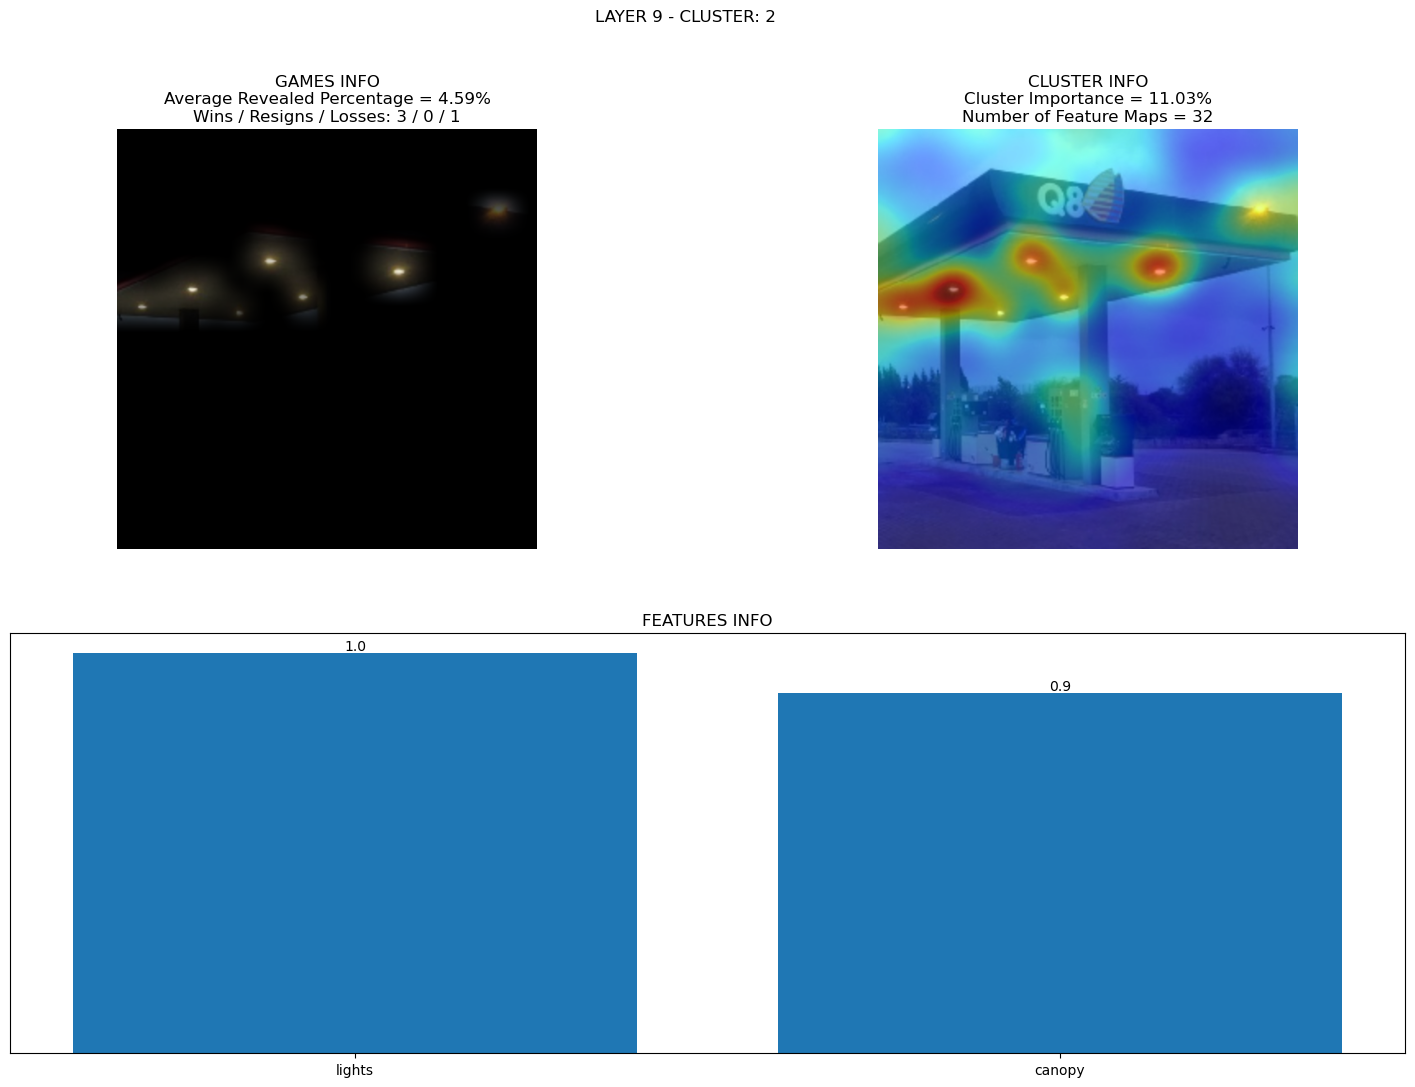 LAYER 9 - CLUSTER: 2
GAMES INFO
Average Revealed Percentage = 4.59%
Wins / Resigns / Losses: 3 / 0 / 1
CLUSTER INFO
Cluster Importance = 11.03%
Number of Feature Maps = 32
Q8
FEATURES INFO
1.0
0.9
lights
canopy